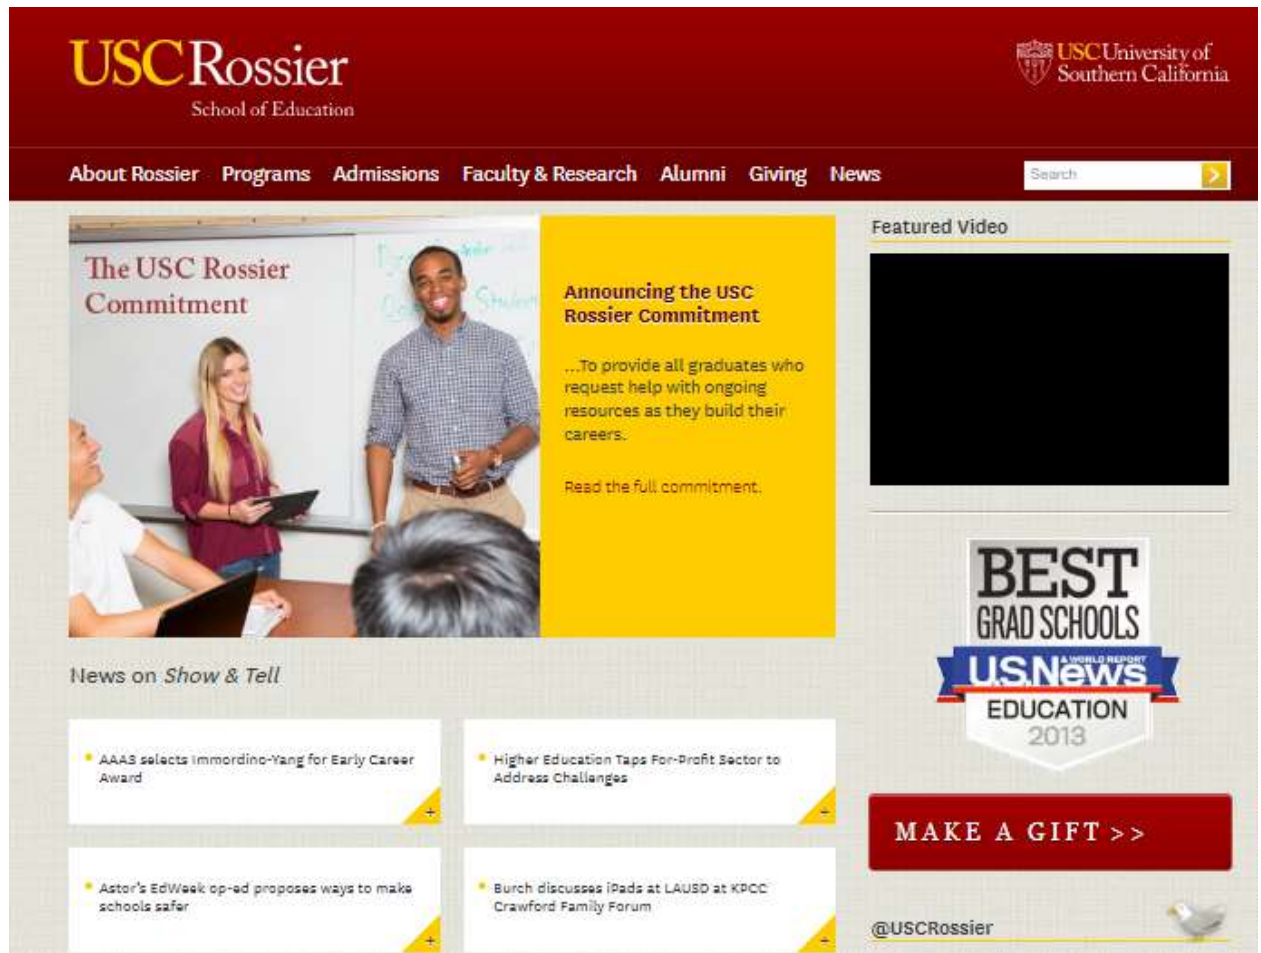 USC Rossier
School of Education
USC University of
Southern California
About Rossier Programs Admissions Faculty & Research Alumni Giving News
Search
The USC Rossier
Commitment
Announcing the USC
Rossier Commitment
...To provide all graduates who
request help with ongoing
resources as they build their
careers.
Read the full commitment.
Featured Video
BEST
GRAD SCHOOLS
U.S.News
& WORLD REPORT
EDUCATION
2013
News on Show & Tell
AAAS selects Immordino-Yang for Early Career
Award
+
Higher Education Taps For-Profit Sector to
Address Challenges
+
Astor's EdWeek op-ed proposes ways to make
schools safer
+
Burch discusses iPads at LAUSD at KPCC
Crawford Family Forum
+
MAKE A GIFT >>
@USCRossier